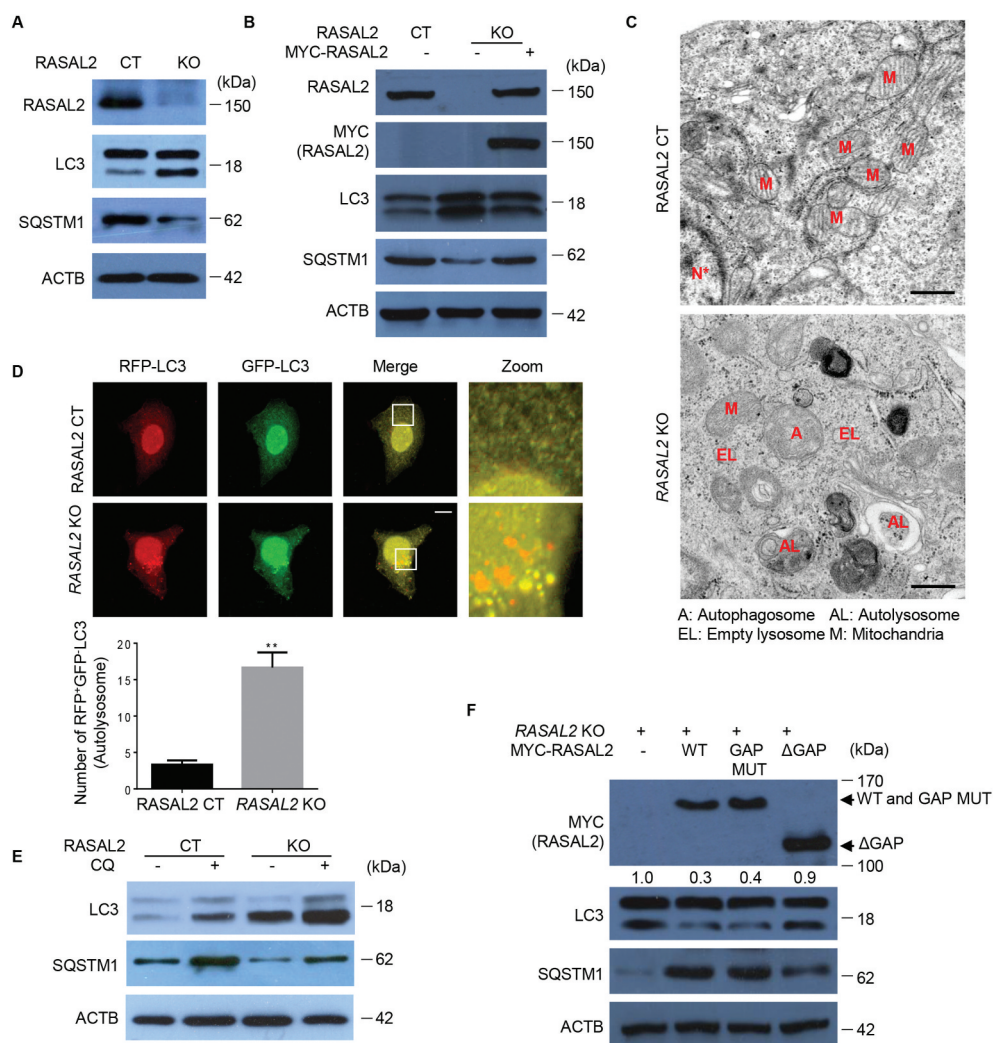 A
RASAL2 CT KO
(kDa)
RASAL2 150
LC3 18
SQSTM1 62
ACTB 42
B
RASAL2 CT KO
MYC-RASAL2 - - +
(kDa)
RASAL2 150
MYC
(RASAL2) 150
LC3 18
SQSTM1 62
ACTB 42
C
RASAL2 CT
M
M
M
M
M
M
N*
RASAL2 KO
M
A
EL
EL
AL
AL
A: Autophagosome AL: Autolysosome
EL: Empty lysosome M: Mitochandria
D
RFP-LC3 GFP-LC3 Merge Zoom
RASAL2 CT
RASAL2 KO
Number of RFP⁺GFP⁻LC3
(Autolysosome)
20
15
10
5
0
**
RASAL2 CT RASAL2 KO
E
RASAL2 CT KO
CQ - + - + (kDa)
LC3 18
SQSTM1 62
ACTB 42
F
RASAL2 KO + + + +
MYC-RASAL2 - WT GAP MUT ΔGAP (kDa)
170
MYC
(RASAL2)
WT and GAP MUT
ΔGAP
100
1.0 0.3 0.4 0.9
LC3 18
SQSTM1 62
ACTB 42